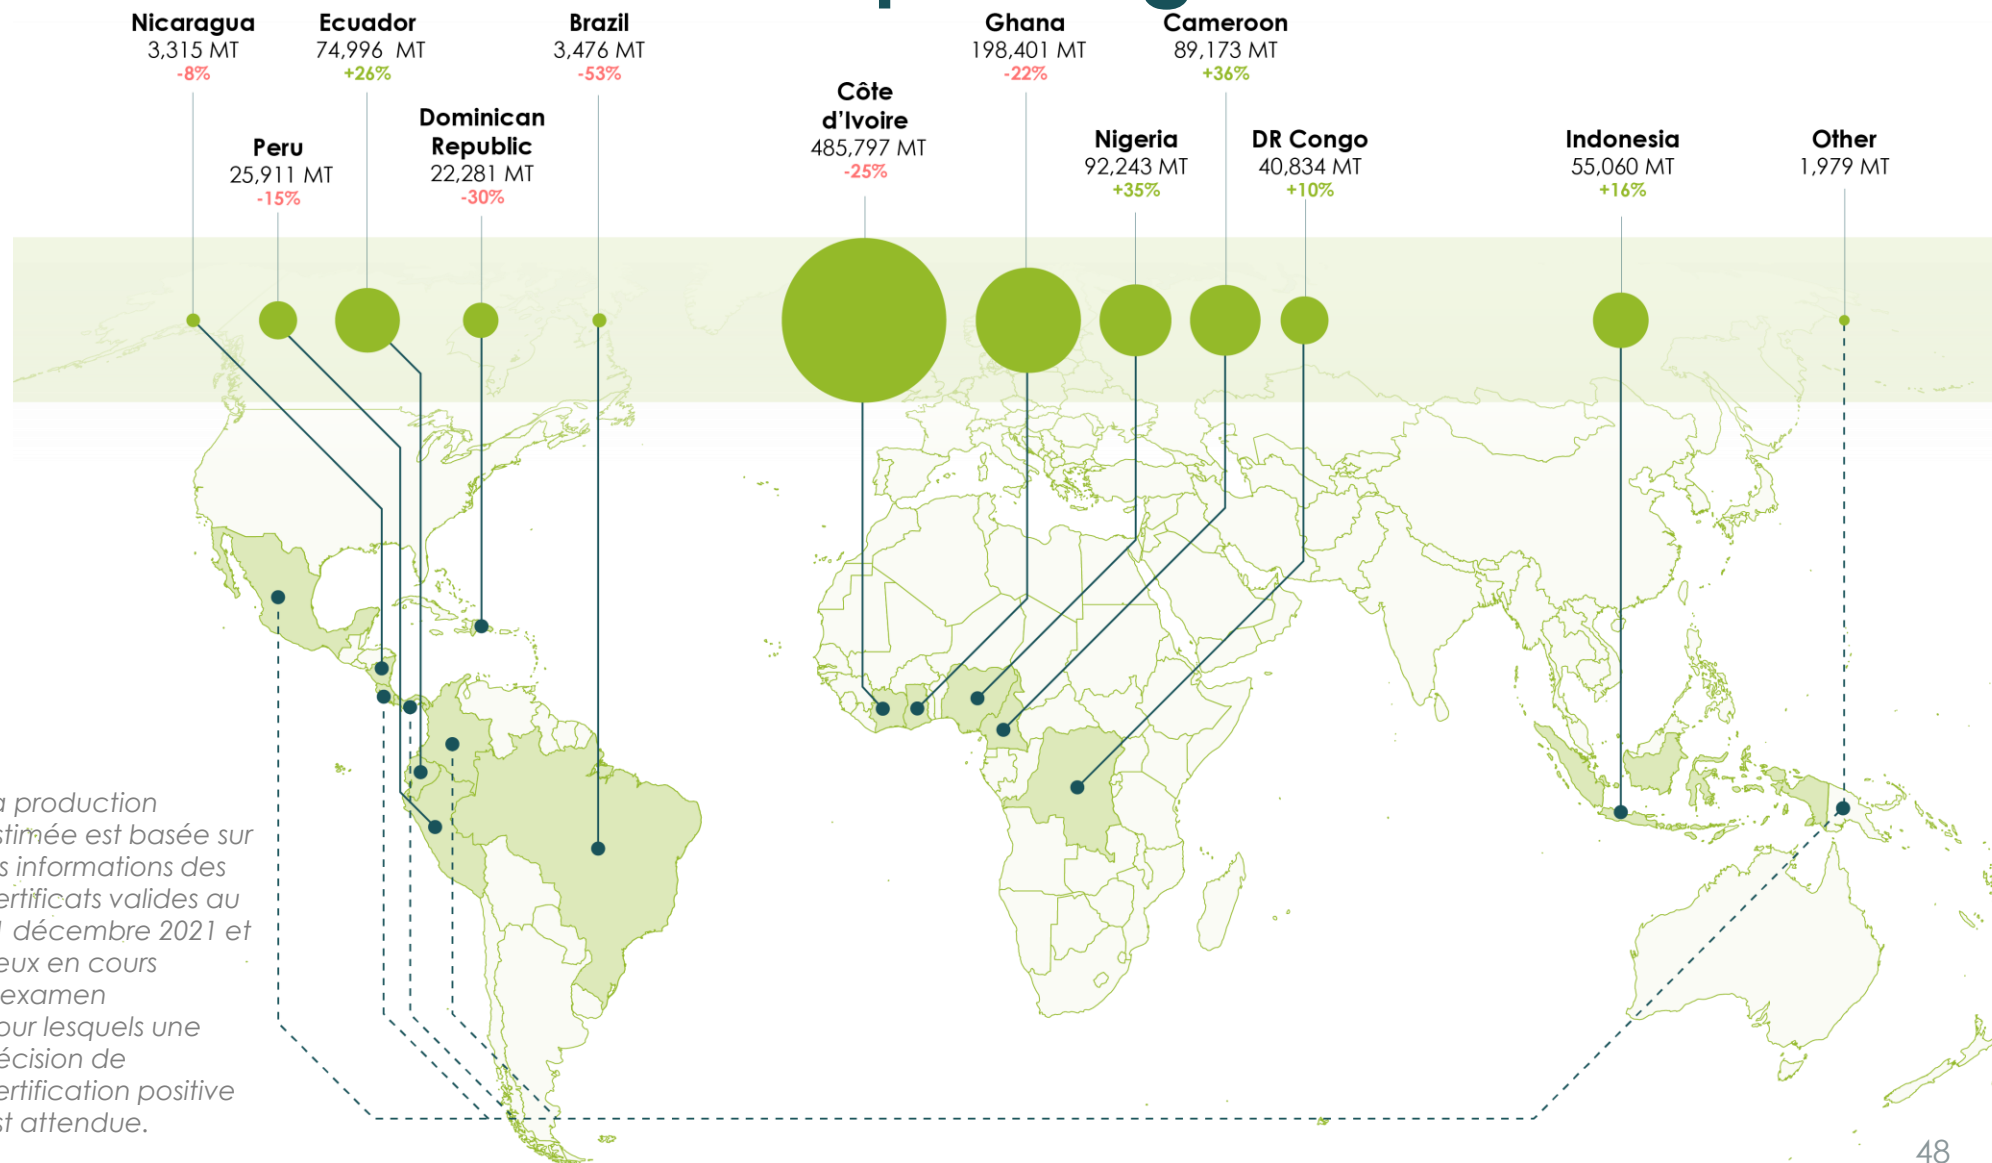 Nicaragua
3,315 MT
-8%
Ecuador
74,996 MT
+26%
Brazil
3,476 MT
-53%
Ghana
198,401 MT
-22%
Cameroon
89,173 MT
+36%
Peru
25,911 MT
-15%
Dominican
Republic
22,281 MT
-30%
Côte
d'Ivoire
485,797 MT
-25%
Nigeria
92,243 MT
+35%
DR Congo
40,834 MT
+10%
Indonesia
55,060 MT
+16%
Other
1,979 MT
a production
stimée est basée sur
s informations des
ertificats valides au
décembre 2021 et
eux en cours
examen
our lesquels une
écision de
ertification positive
st attendue.
48